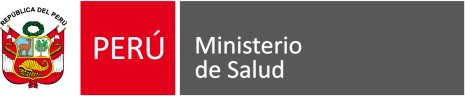 REPÚBLICA DEL PERÚ
PERÚ
Ministerio
de Salud